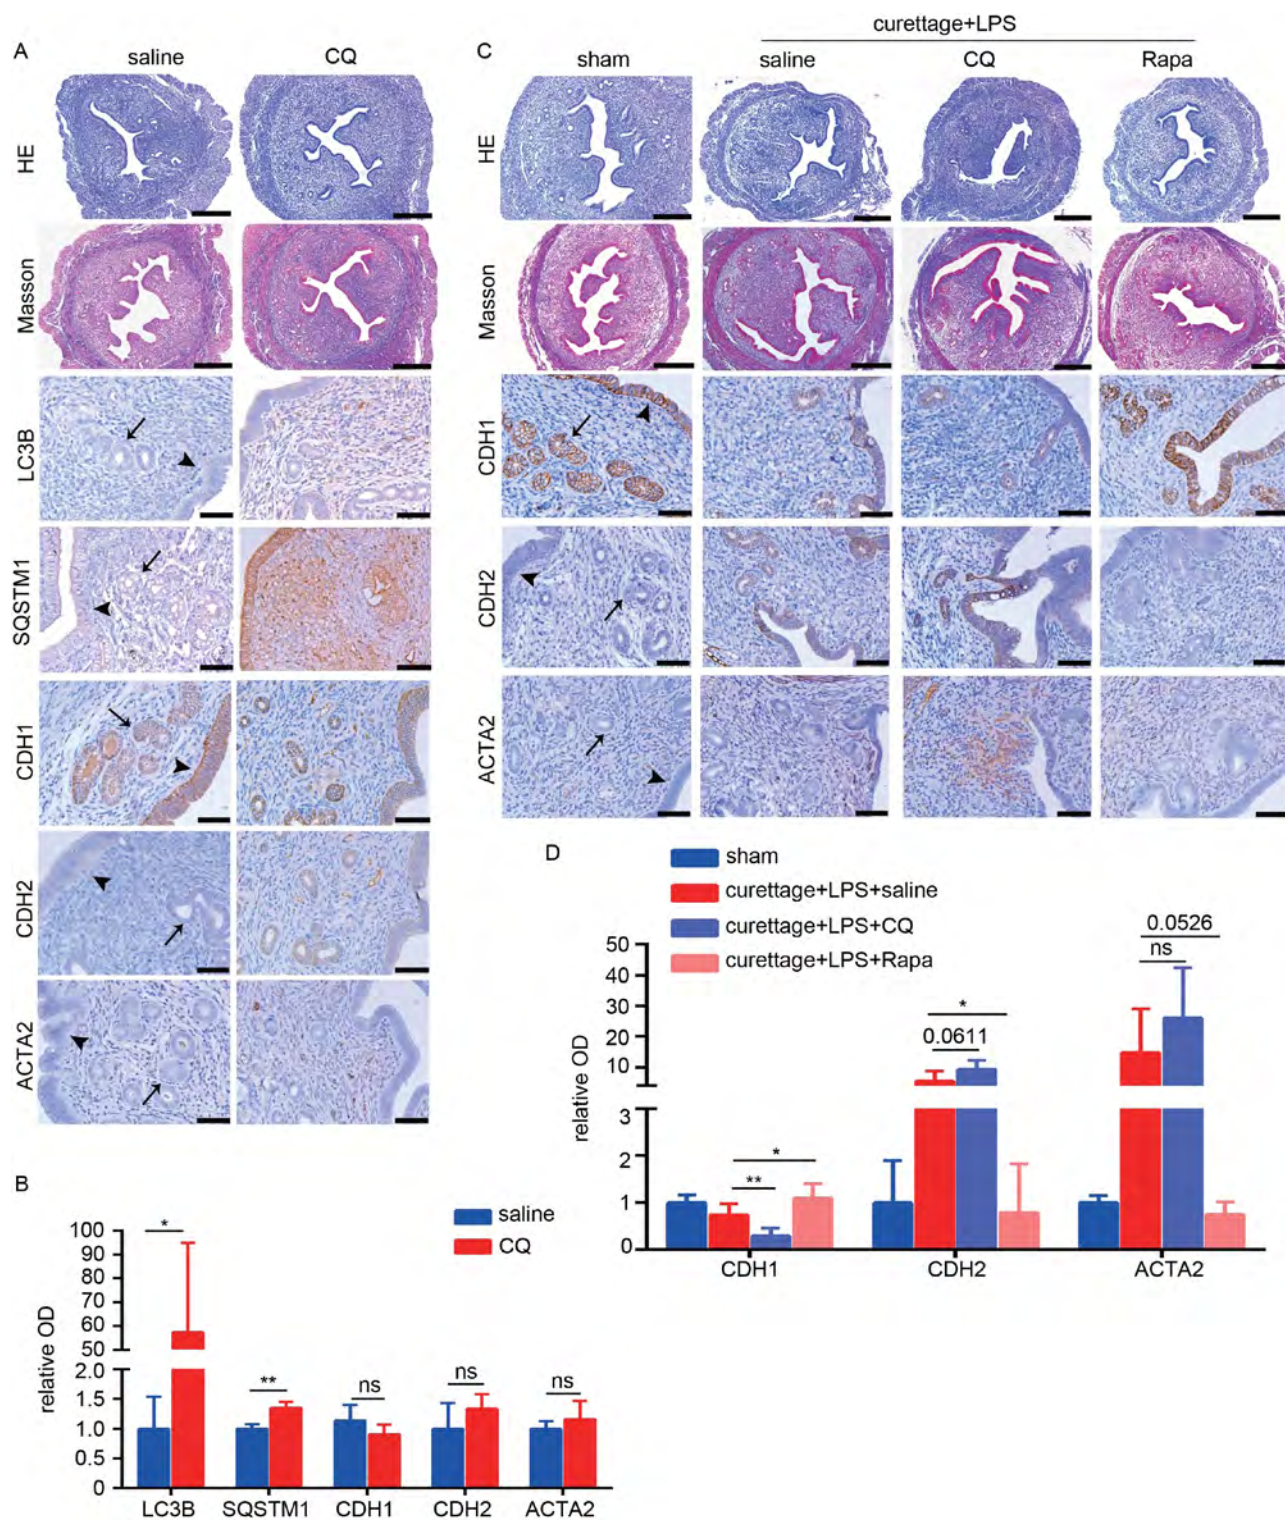 A
saline
CQ
HE
Masson
LC3B
SQSTM1
CDH1
CDH2
ACTA2
C
curettage+LPS
sham
saline
CQ
Rapa
HE
Masson
CDH1
CDH2
ACTA2
B
saline
CQ
relative OD
100
90
80
70
60
50
2.0
1.5
1.0
0.5
0
*
**
ns
ns
ns
LC3B
SQSTM1
CDH1
CDH2
ACTA2
D
sham
curettage+LPS+saline
curettage+LPS+CQ
curettage+LPS+Rapa
relative OD
50
40
30
20
10
3
2
1
0
*
**
*
0.0611
0.0526
ns
CDH1
CDH2
ACTA2